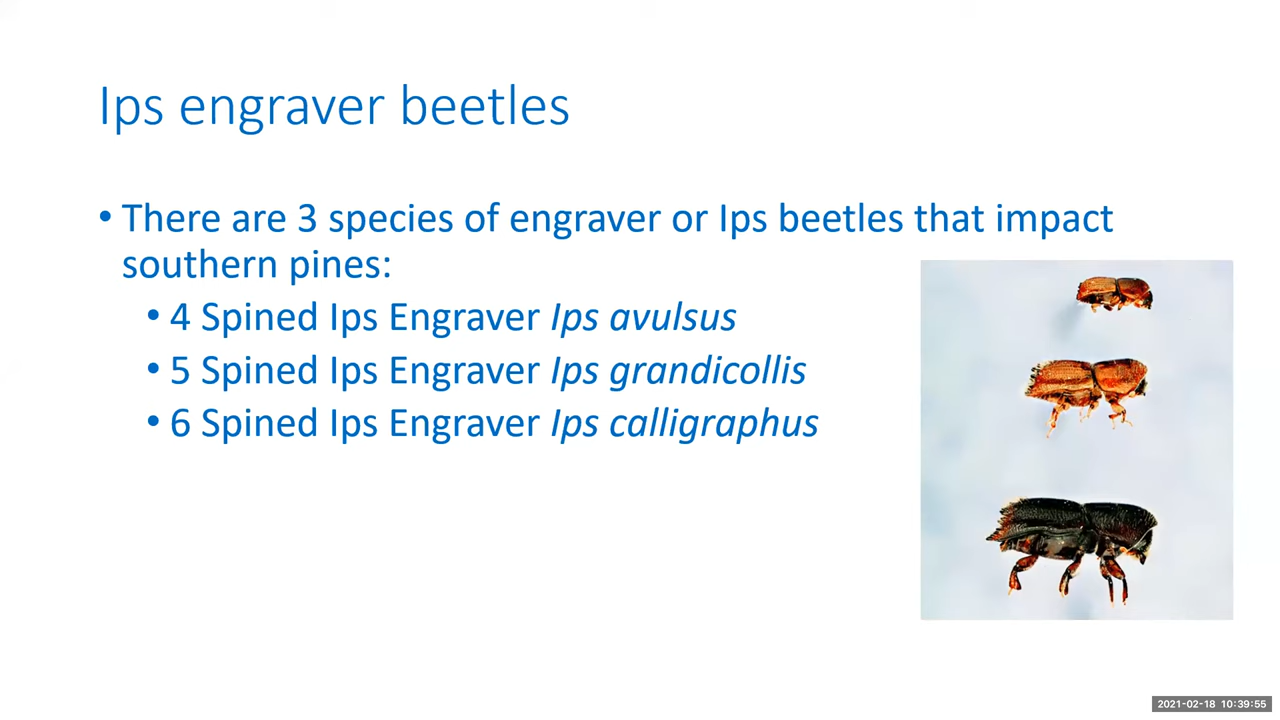 Ips engraver beetles
• There are 3 species of engraver or Ips beetles that impact
southern pines:
• 4 Spined Ips Engraver Ips avulsus
• 5 Spined Ips Engraver Ips grandicollis
• 6 Spined Ips Engraver Ips calligraphus
2021-02-18 10:39:55